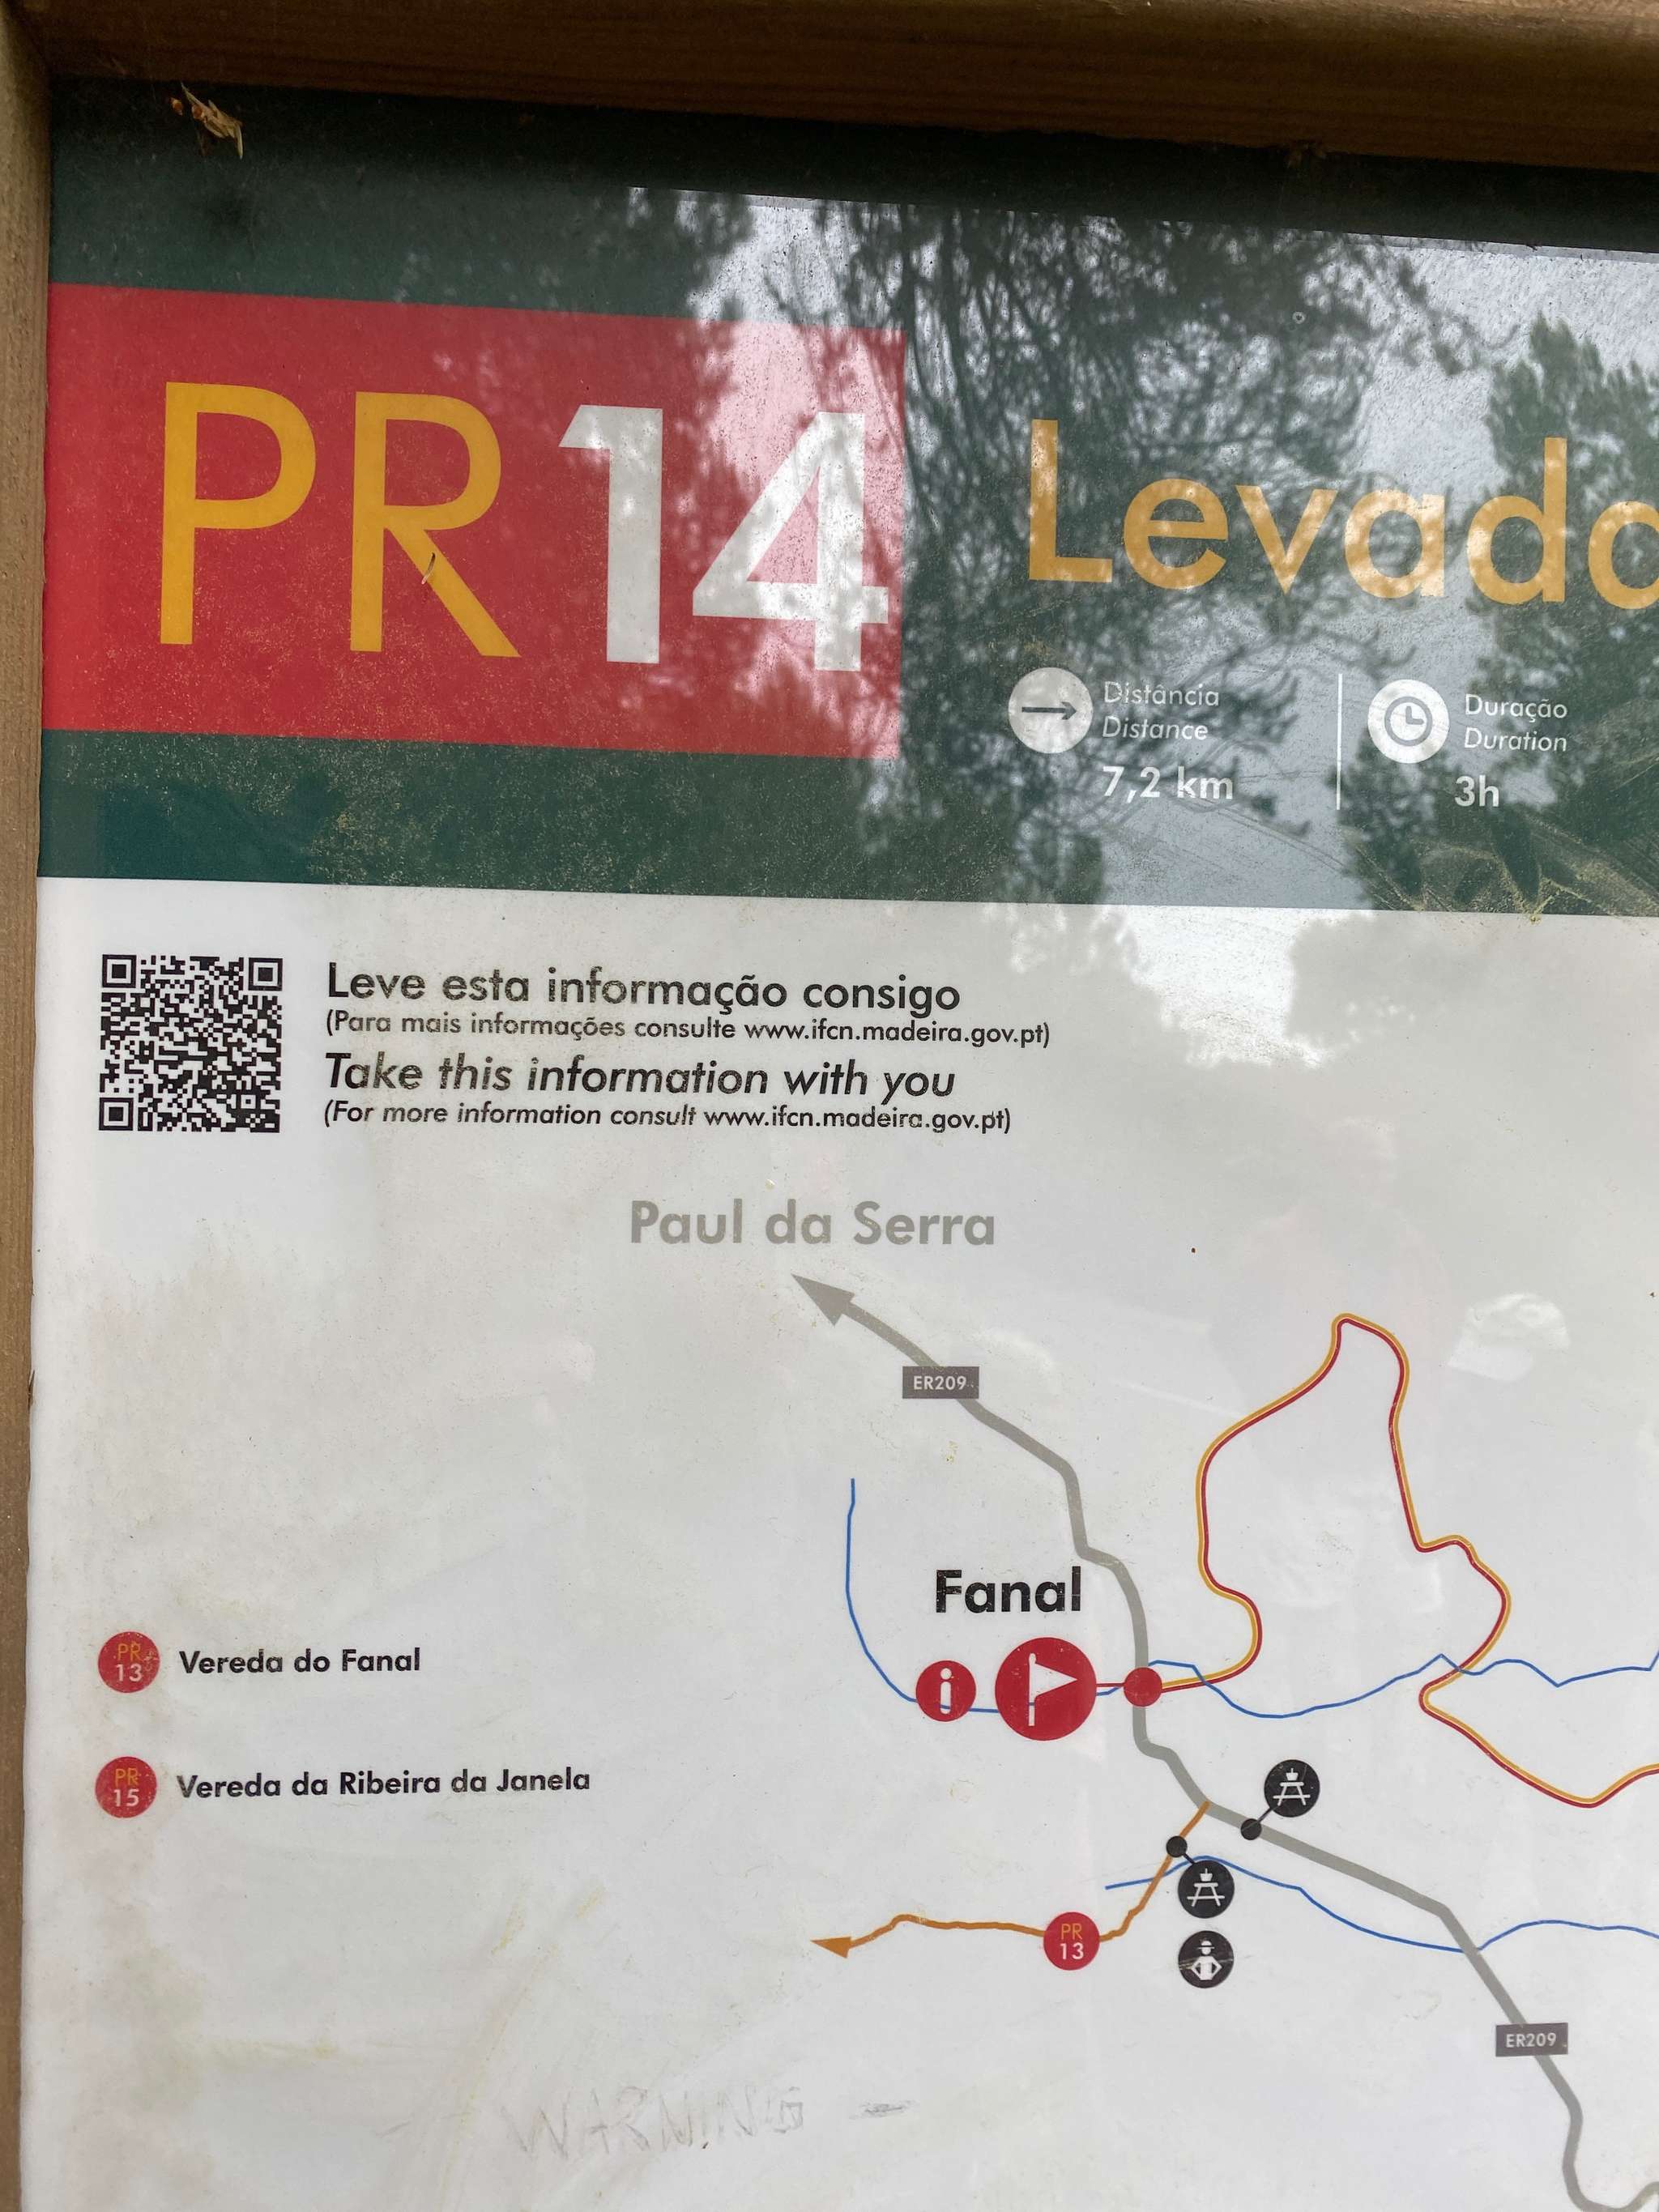 PR14
Levada
Distância
Distance
7,2 km
Duração
Duration
3h
Leve esta informação consigo
(Para mais informações consulte www.ifcn.madeira.gov.pt)
Take this information with you
(For more information consult www.ifcn.madeira.gov.pt)
Paul da Serra
ER209
Fanal
PR
13
Vereda do Fanal
PR
15
Vereda da Ribeira da Janela
i
PR
13
ER209
WARNING -